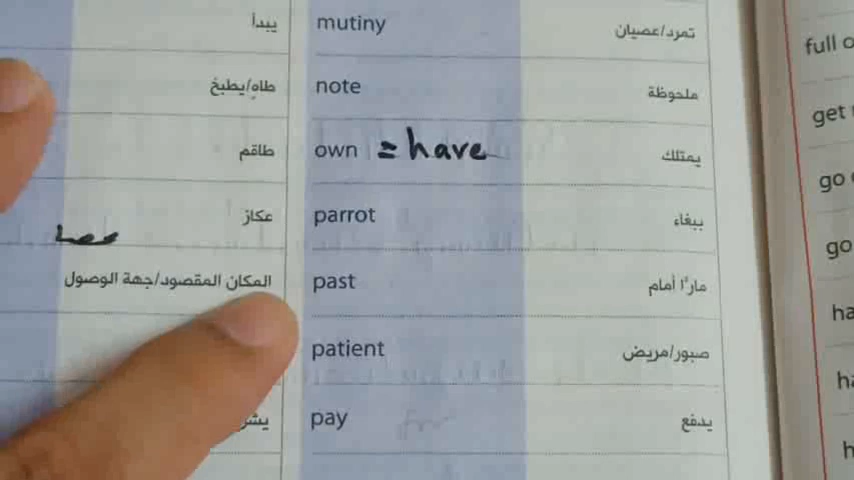 يبدأ
mutiny تمرد/عصيان
طاهٍ/يطبخ
note ملحوظة
طاقم
own = have يمتلك
عكاز
عصا
parrot ببغاء
المكان المقصود/جهة الوصول
past مارًّا أمام
patient صبور/مريض
pay يدفع
full o
get
go
go
ha
ha
h